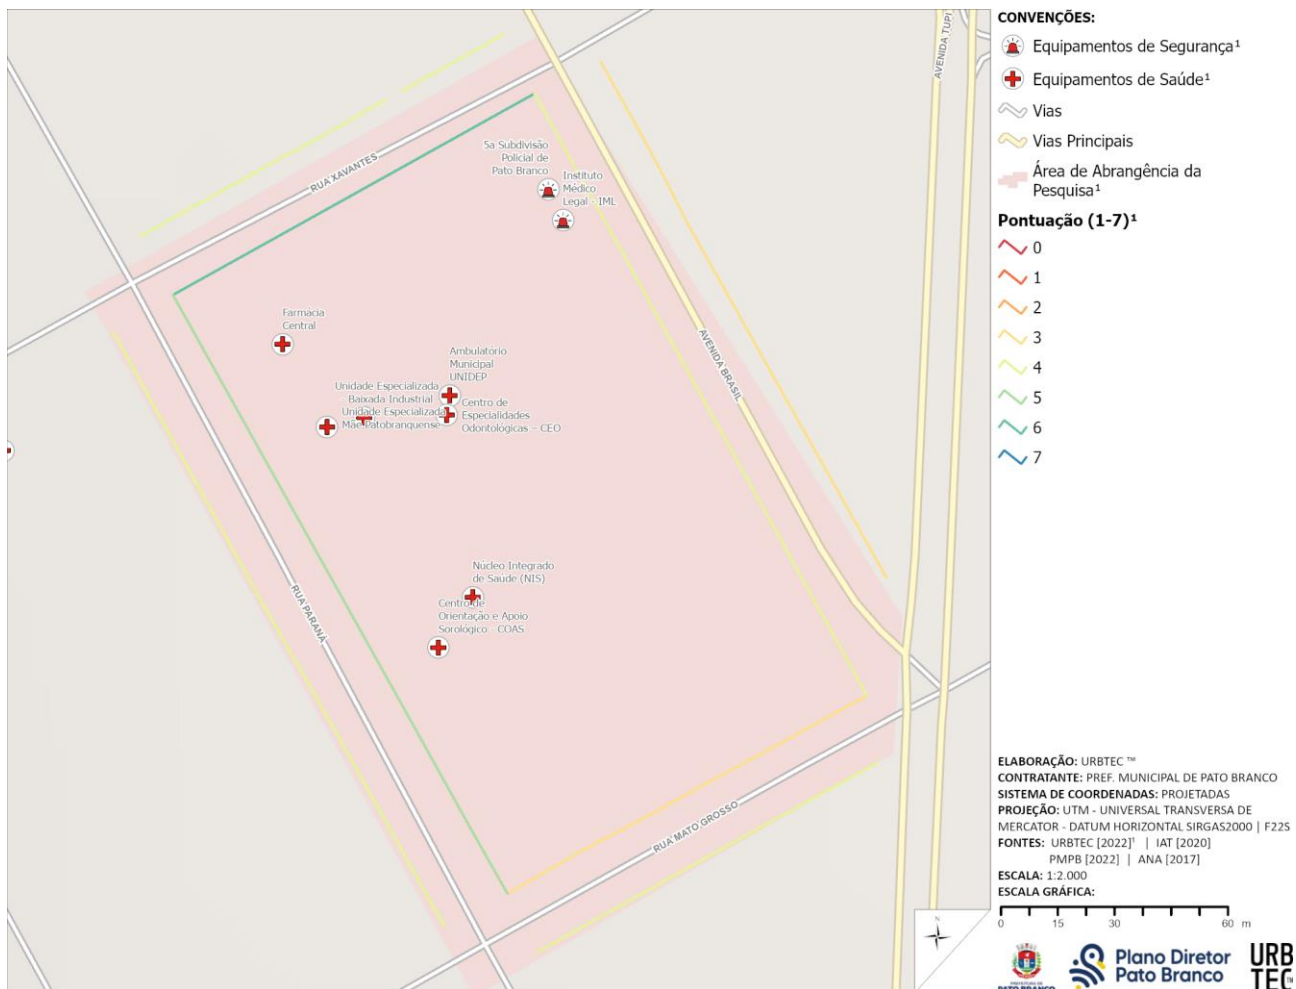 AVENIDA TUPI
RUA XAVANTES
5a Subdivisão
Policial de
Pato Branco
Instituto
Médico
Legal - IML
Farmácia
Central
Ambulatório
Municipal
UNIDEP
Unidade Especializada
- Baixada Industrial
Unidade Especializada
Mãe Patobranquense
Centro de
Especialidades
Odontológicas – CEO
AVENIDA BRASIL
Núcleo Integrado
de Saúde (NIS)
Centro de
Orientação e Apoio
Sorológico - COAS
RUA PARANÁ
RUA MATO GROSSO
N
CONVENÇÕES:
Equipamentos de Segurança¹
Equipamentos de Saúde¹
Vias
Vias Principais
Área de Abrangência da
Pesquisa¹
Pontuação (1-7)¹
0
1
2
3
4
5
6
7
ELABORAÇÃO: URBTEC ™
CONTRATANTE: PREF. MUNICIPAL DE PATO BRANCO
SISTEMA DE COORDENADAS: PROJETADAS
PROJEÇÃO: UTM - UNIVERSAL TRANSVERSA DE
MERCATOR - DATUM HORIZONTAL SIRGAS2000 | F22S
FONTES: URBTEC [2022]¹ | IAT [2020]
PMPB [2022] | ANA [2017]
ESCALA: 1:2.000
ESCALA GRÁFICA:
0 15 30 60 m
PATO BRANCO
Plano Diretor
Pato Branco
URB
TEC